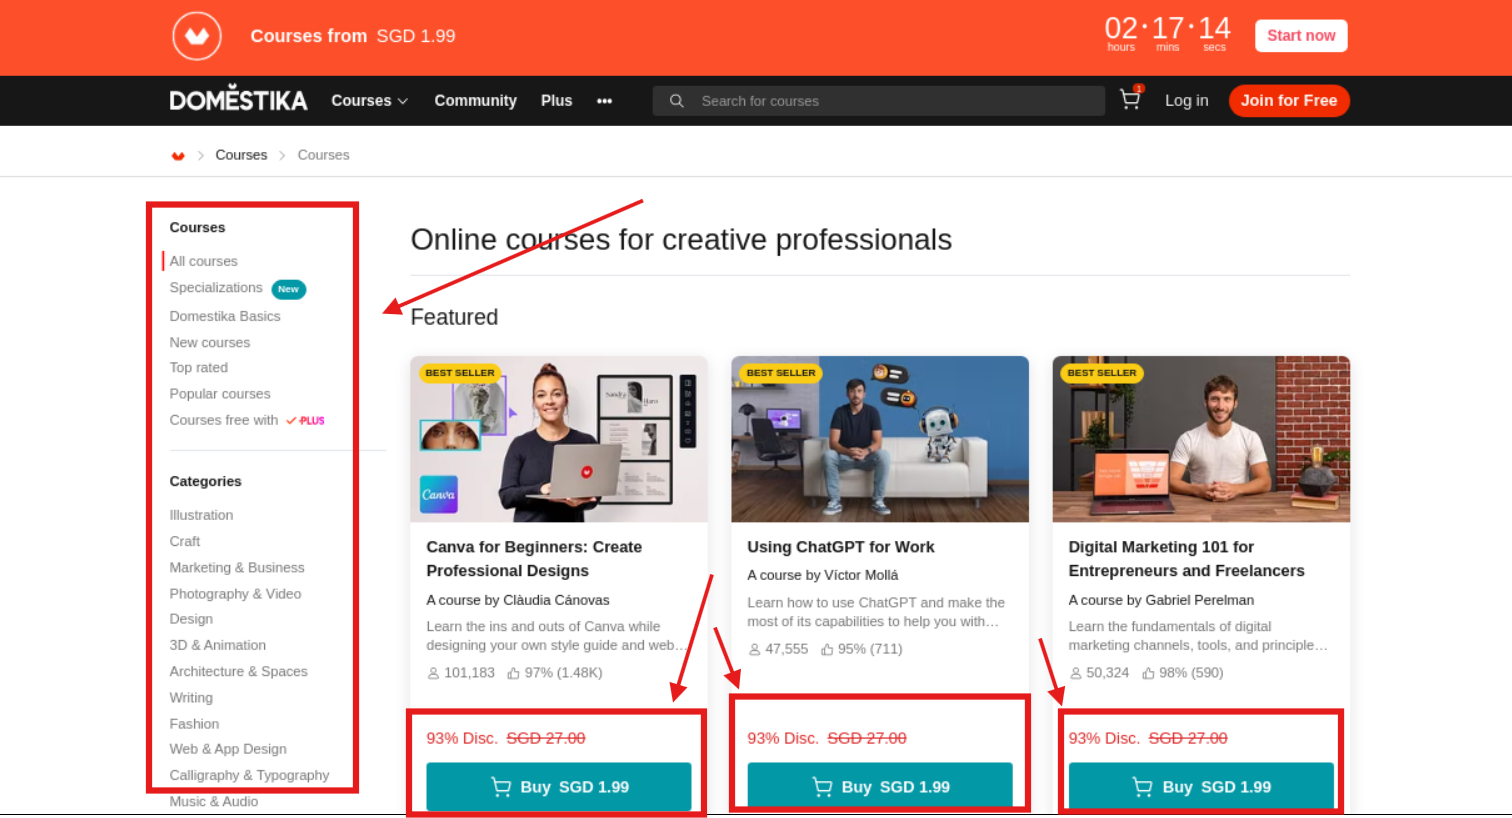 Courses from SGD 1.99
02 · 17 · 14
hours mins secs
Start now
DOMESTIKA
Courses
Community
Plus
•••
Search for courses
1
Log in
Join for Free
Courses
Courses
Courses
All courses
Specializations New
Domestika Basics
New courses
Top rated
Popular courses
Courses free with PLUS
Categories
Illustration
Craft
Marketing & Business
Photography & Video
Design
3D & Animation
Architecture & Spaces
Writing
Fashion
Web & App Design
Calligraphy & Typography
Music & Audio
Online courses for creative professionals
Featured
BEST SELLER
Canva
Canva for Beginners: Create
Professional Designs
A course by Clàudia Cánovas
Learn the ins and outs of Canva while
designing your own style guide and web…
101,183 97% (1.48K)
93% Disc. SGD 27.00
Buy SGD 1.99
BEST SELLER
Using ChatGPT for Work
A course by Víctor Mollá
Learn how to use ChatGPT and make the
most of its capabilities to help you with…
47,555 95% (711)
93% Disc. SGD 27.00
Buy SGD 1.99
BEST SELLER
Digital Marketing 101 for
Entrepreneurs and Freelancers
A course by Gabriel Perelman
Learn the fundamentals of digital
marketing channels, tools, and principle…
50,324 98% (590)
93% Disc. SGD 27.00
Buy SGD 1.99